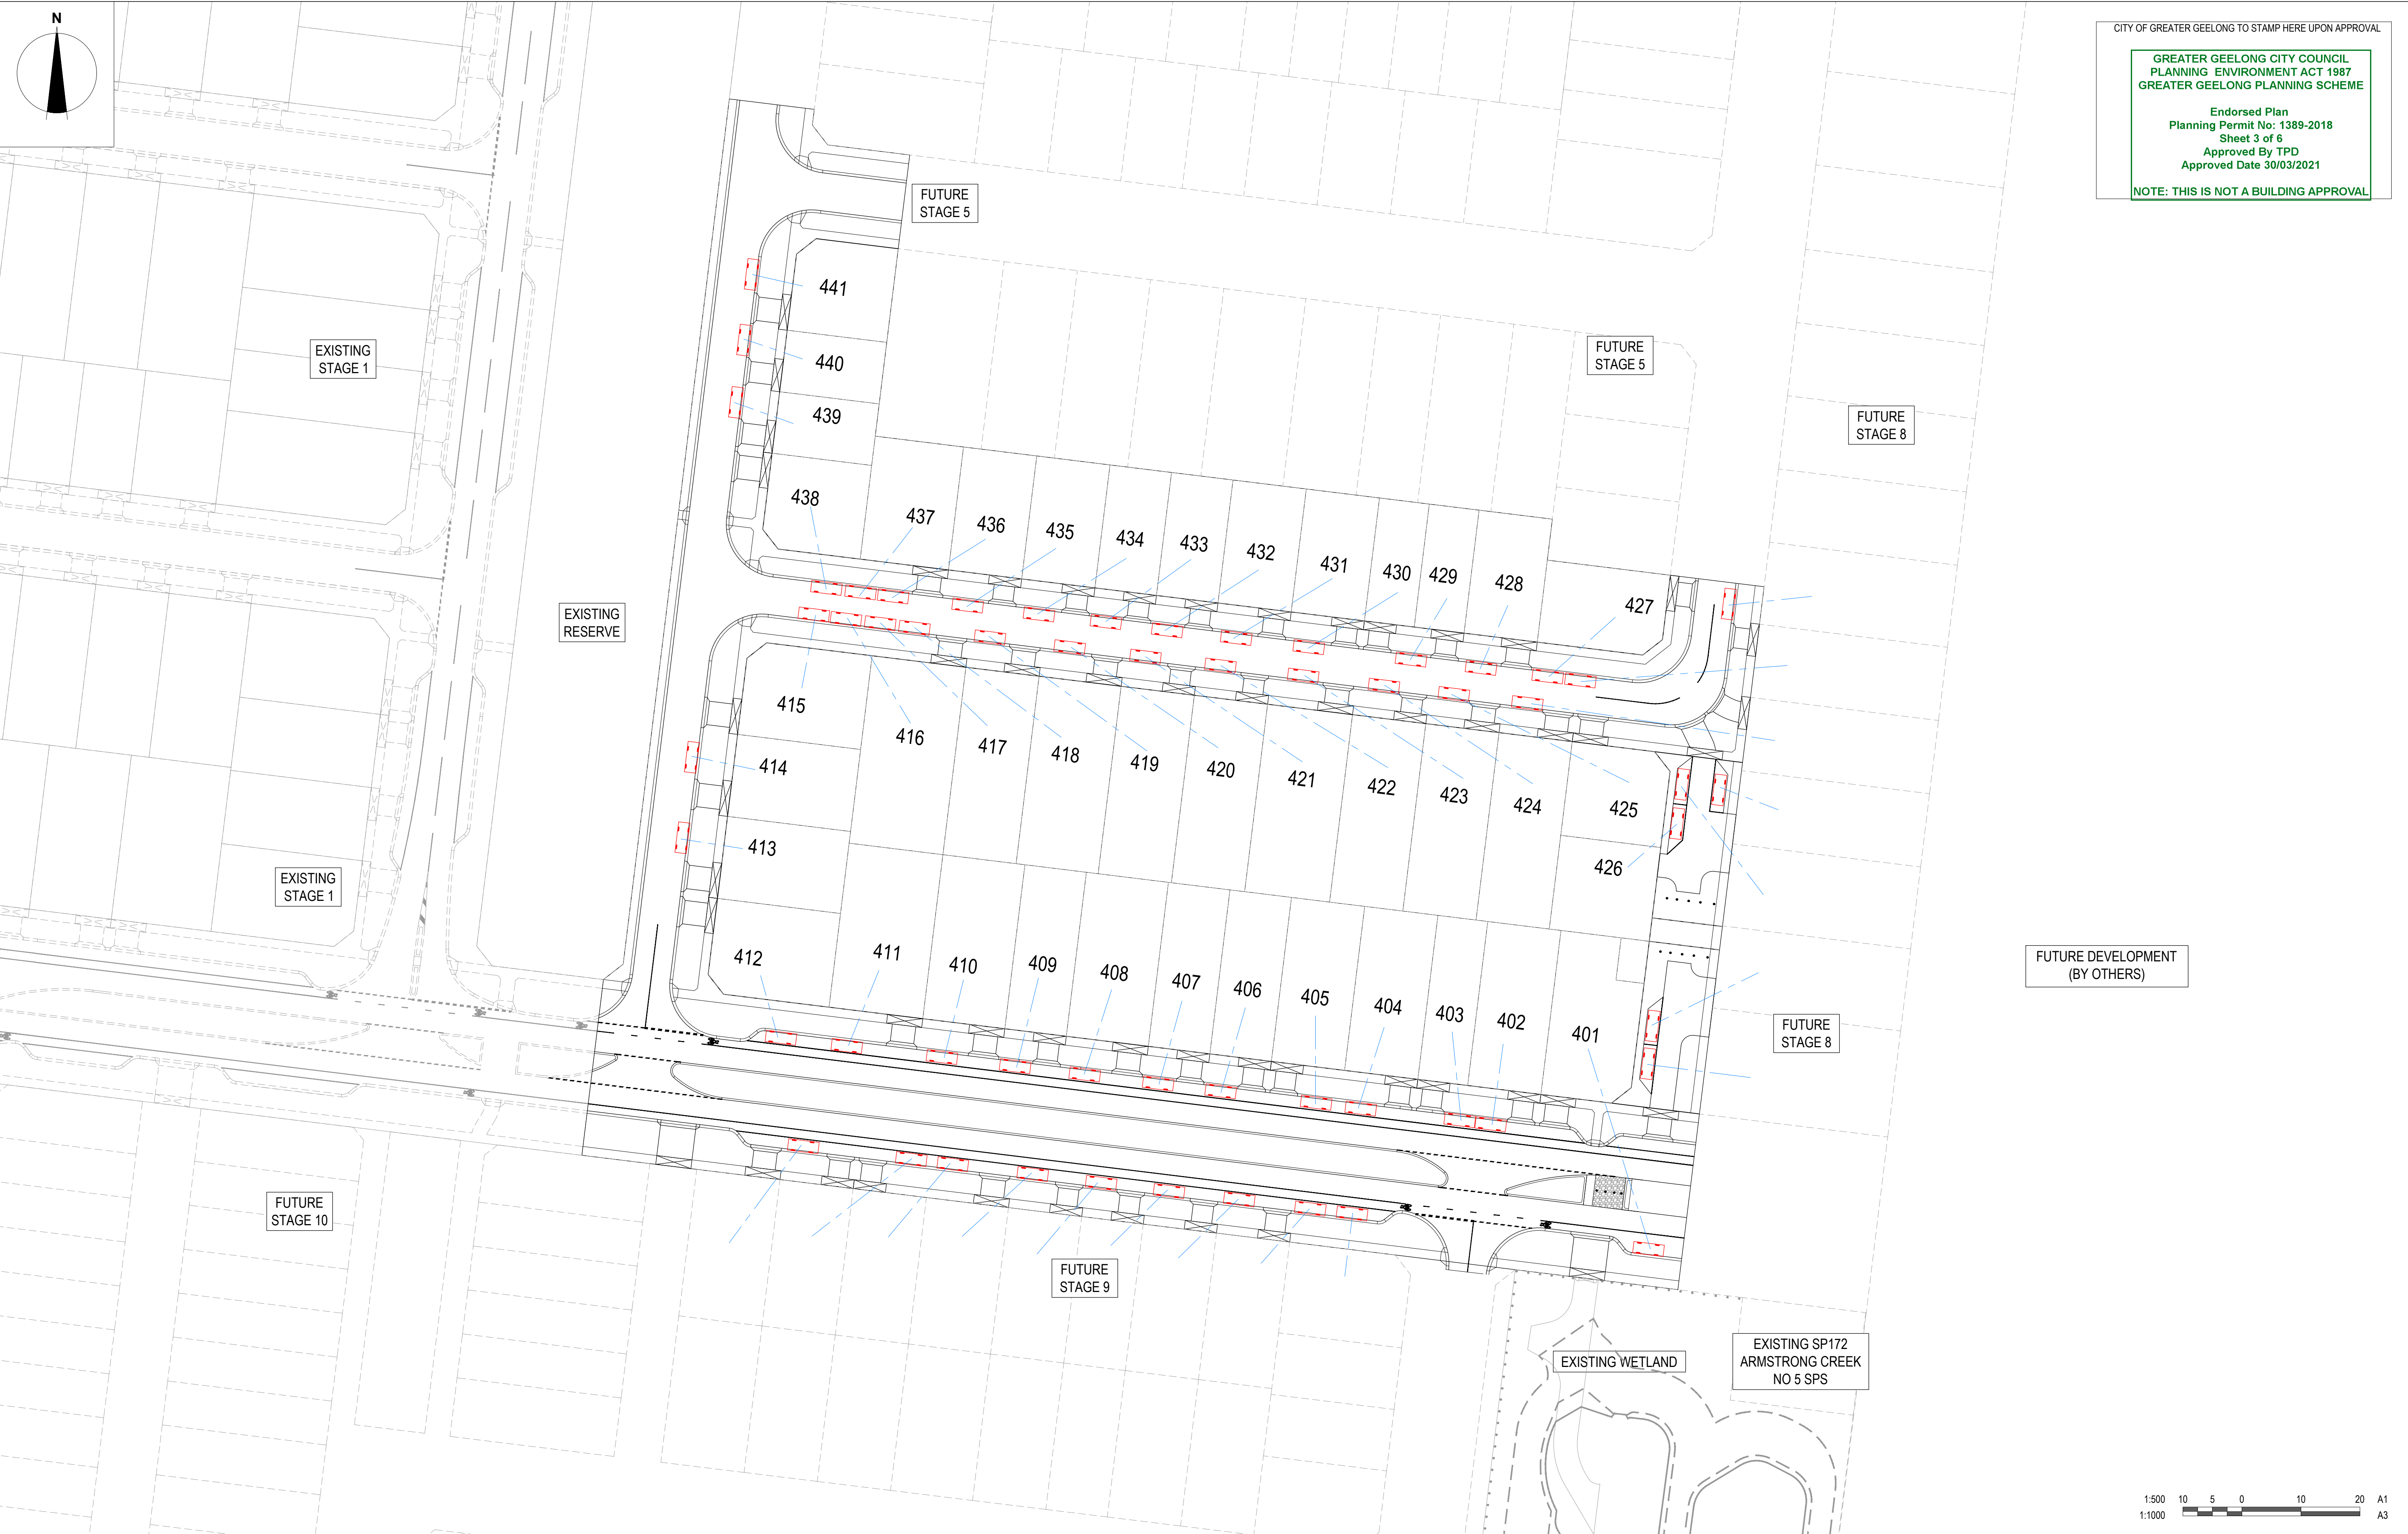 N
CITY OF GREATER GEELONG TO STAMP HERE UPON APPROVAL
GREATER GEELONG CITY COUNCIL
PLANNING ENVIRONMENT ACT 1987
GREATER GEELONG PLANNING SCHEME
Endorsed Plan
Planning Permit No: 1389-2018
Sheet 3 of 6
Approved By TPD
Approved Date 30/03/2021
NOTE: THIS IS NOT A BUILDING APPROVAL
FUTURE
STAGE 5
441
EXISTING
STAGE 1
440
FUTURE
STAGE 5
439
FUTURE
STAGE 8
438
437
436
435
434
433
432
431
430
429
428
427
EXISTING
RESERVE
415
416
417
418
419
420
421
422
423
424
425
414
413
426
EXISTING
STAGE 1
412
411
410
409
408
407
406
405
404
403
402
401
FUTURE DEVELOPMENT
(BY OTHERS)
FUTURE
STAGE 8
FUTURE
STAGE 10
FUTURE
STAGE 9
EXISTING WETLAND
EXISTING SP172
ARMSTRONG CREEK
NO 5 SPS
1:500 10 5 0 10 20 A1
1:1000 A3